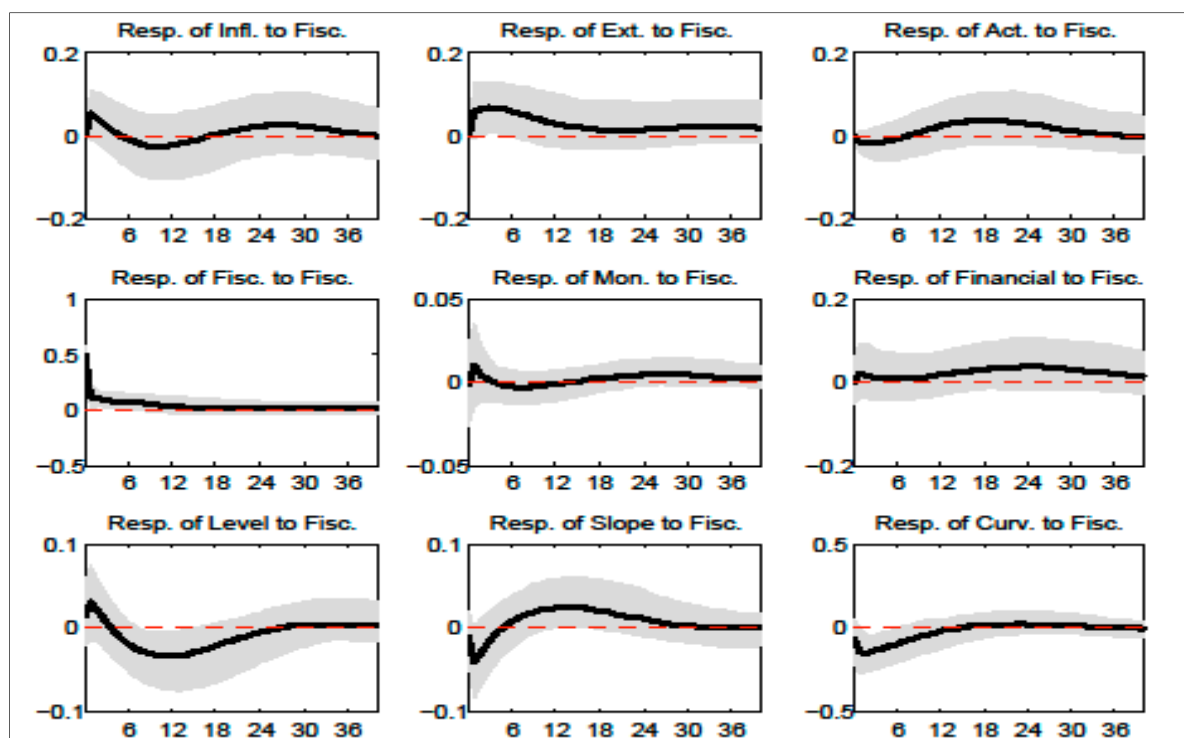 Resp. of Infl. to Fisc. Resp. of Ext. to Fisc. Resp. of Act. to Fisc.
0.2 0.2 0.2
0 0 0
−0.2 −0.2 −0.2
6 12 18 24 30 36 6 12 18 24 30 36 6 12 18 24 30 36
Resp. of Fisc. to Fisc. Resp. of Mon. to Fisc. Resp. of Financial to Fisc.
1 0.05 0.2
0.5
0 0 0
−0.5 −0.05 −0.2
6 12 18 24 30 36 6 12 18 24 30 36 6 12 18 24 30 36
Resp. of Level to Fisc. Resp. of Slope to Fisc. Resp. of Curv. to Fisc.
0.1 0.1 0.5
0 0 0
−0.1 −0.1 −0.5
6 12 18 24 30 36 6 12 18 24 30 36 6 12 18 24 30 36